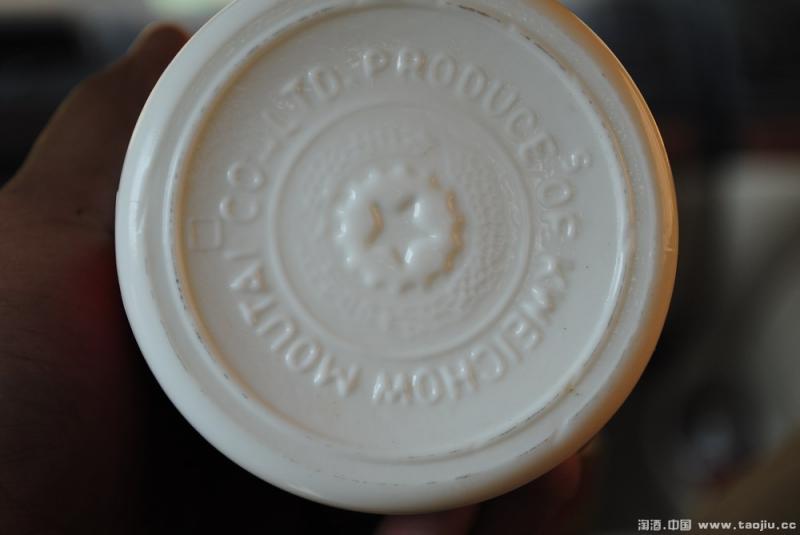 PRODUCE OF KWEICHOW MOUTAI CO-LTD
淘酒.中国 www.taojiu.cc